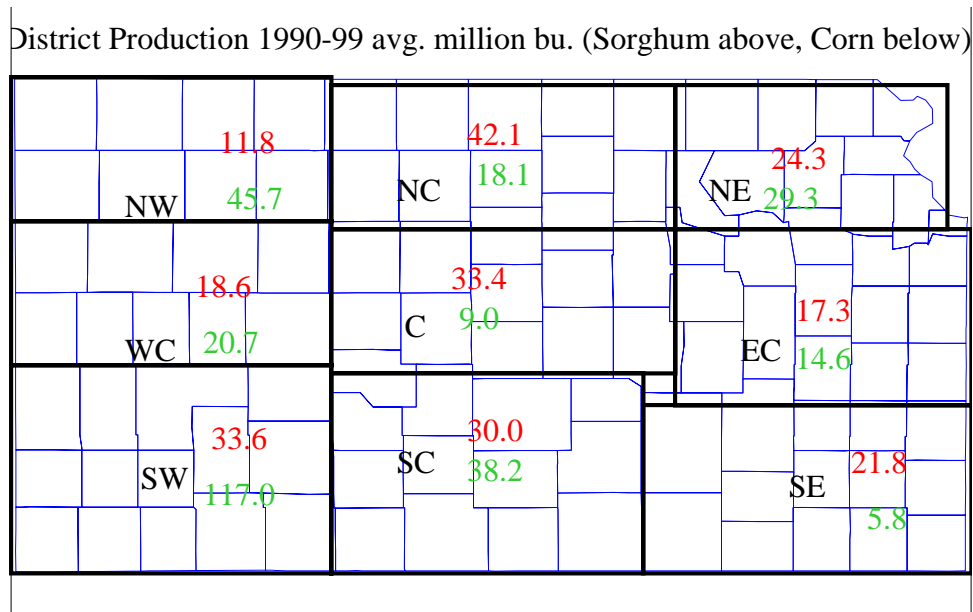 District Production 1990-99 avg. million bu. (Sorghum above, Corn below)
11.8
45.7
NW
42.1
18.1
NC
24.3
29.3
NE
18.6
20.7
WC
33.4
9.0
C
17.3
14.6
EC
33.6
117.0
SW
30.0
38.2
SC
21.8
5.8
SE